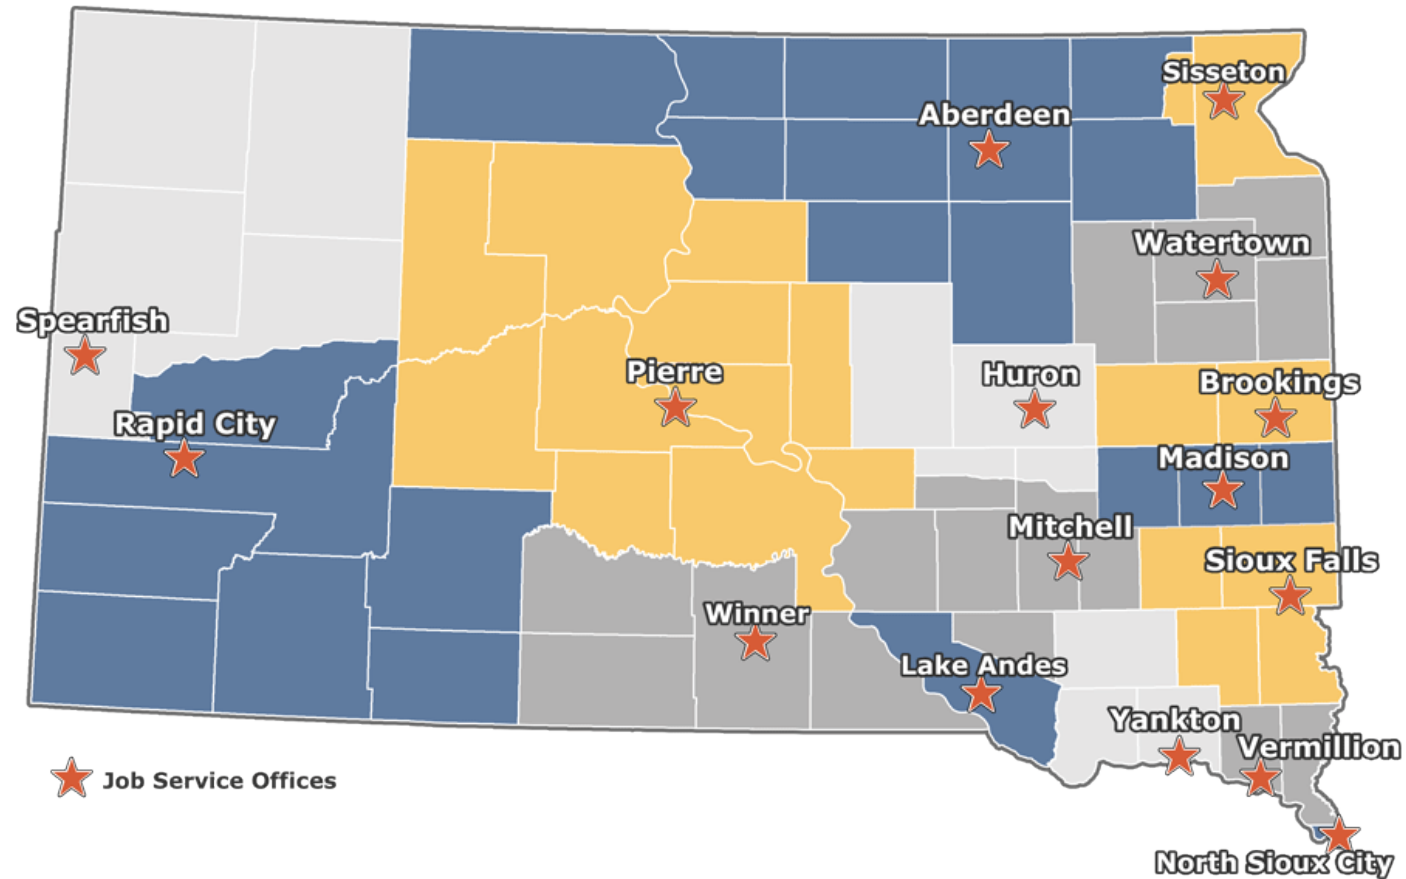 Sisseton
Aberdeen
Watertown
Spearfish
Pierre
Huron
Brookings
Rapid City
Madison
Mitchell
Sioux Falls
Winner
Lake Andes
Yankton
Vermillion
Job Service Offices
North Sioux City